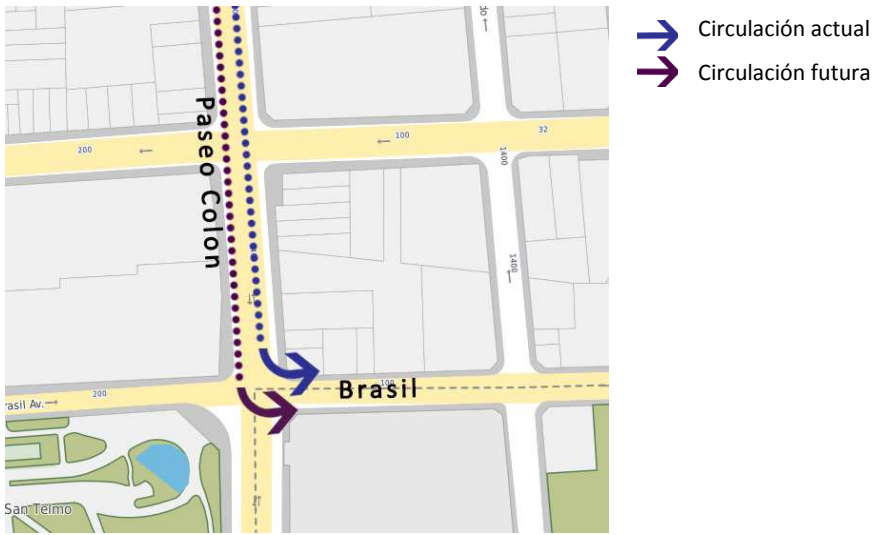 Circulación actual
Circulación futura
Paseo Colon
200
100
32
1400
1400
100
Brasil
200
rasil Av.
San Telmo